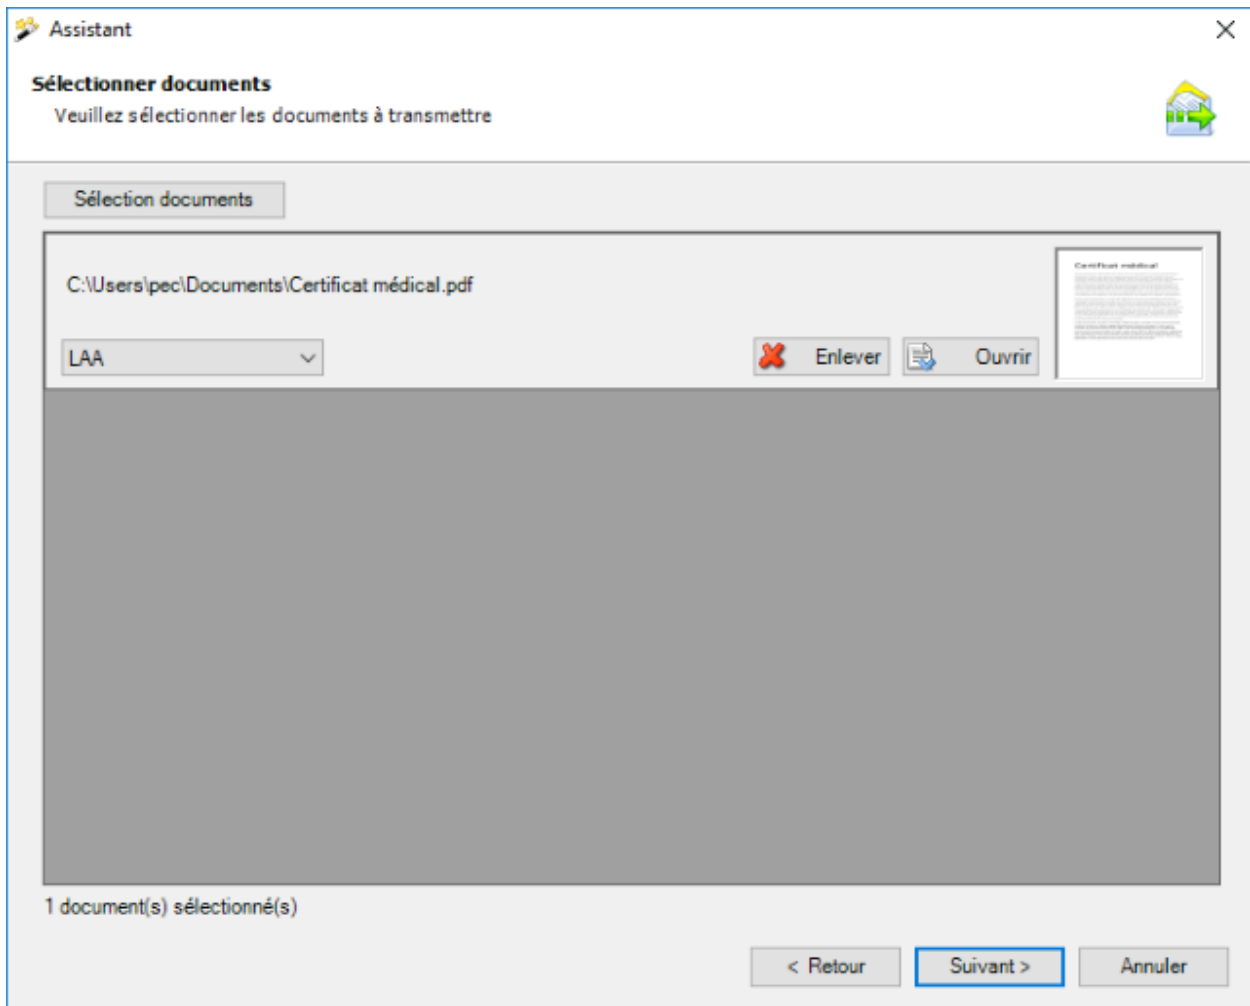 Assistant
Sélectionner documents
Veuillez sélectionner les documents à transmettre
Sélection documents
C:\Users\pec\Documents\Certificat médical.pdf
Certificat médical
LAA
Enlever
Ouvrir
1 document(s) sélectionné(s)
< Retour
Suivant >
Annuler